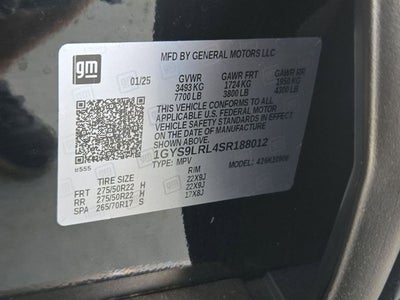 gm
MFD BY GENERAL MOTORS LLC
01/25 GVWR GAWR FRT GAWR RR
3493 KG 1724 KG 1950 KG
7700 LB 3800 LB 4300 LB
THIS VEHICLE CONFORMS TO ALL
APPLICABLE U.S. FEDERAL MOTOR
VEHICLE SAFETY STANDARDS IN
EFFECT ON THE DATE OF
MANUFACTURE SHOWN ABOVE.
1GYS9LRL4SR188012
TYPE: MPV MODEL:
TIRE SIZE RIM
FRT 275/50R22 H 22X9J
RR 275/50R22 H 22X9J
SPA 265/70R17 S 17X8J